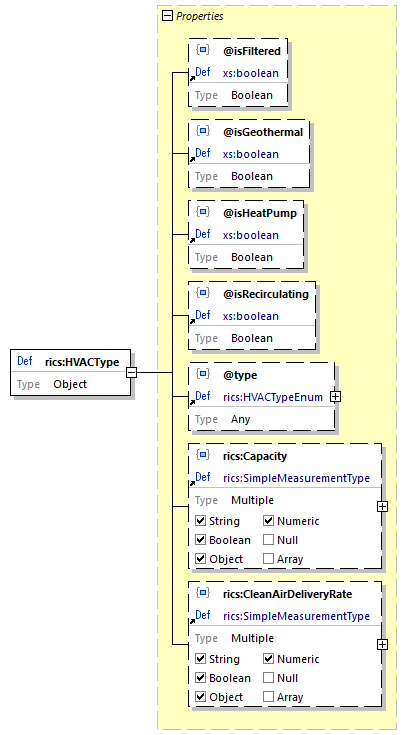 Properties
@isFiltered
Def xs:boolean
Type Boolean
@isGeothermal
Def xs:boolean
Type Boolean
@isHeatPump
Def xs:boolean
Type Boolean
@isRecirculating
Def xs:boolean
Type Boolean
Def rics:HVACType
Type Object
@type
Def rics:HVACTypeEnum
Type Any
rics:Capacity
Def rics:SimpleMeasurementType
Type Multiple
String Numeric
Boolean Null
Object Array
rics:CleanAirDeliveryRate
Def rics:SimpleMeasurementType
Type Multiple
String Numeric
Boolean Null
Object Array